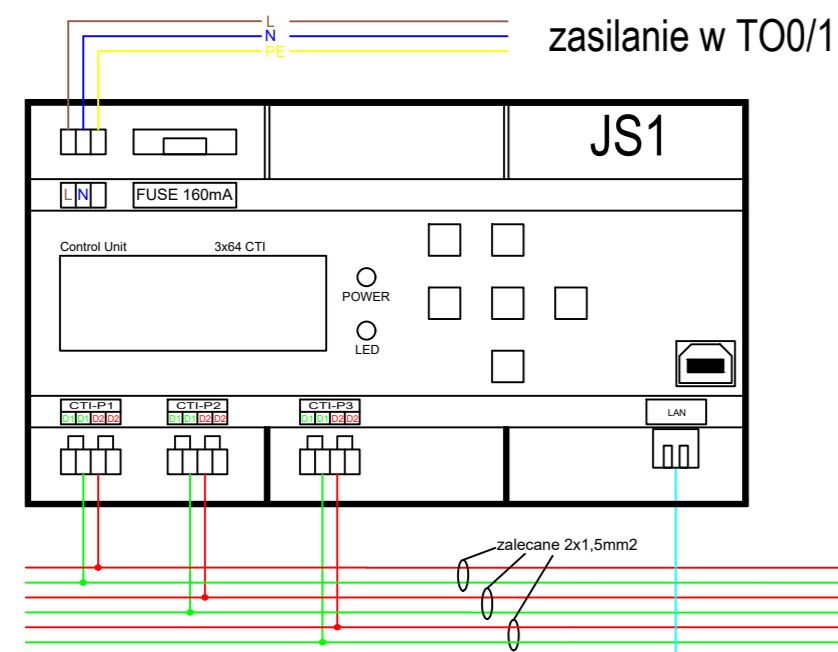 L
N
PE
zasilanie w TO0/1
JS1
L N
FUSE 160mA
Control Unit 3x64 CTI
POWER
LED
CTI-P1 CTI-P2 CTI-P3
D1 D1 D2 D2 D1 D1 D2 D2 D1 D1 D2 D2
LAN
zalecane 2x1,5mm2